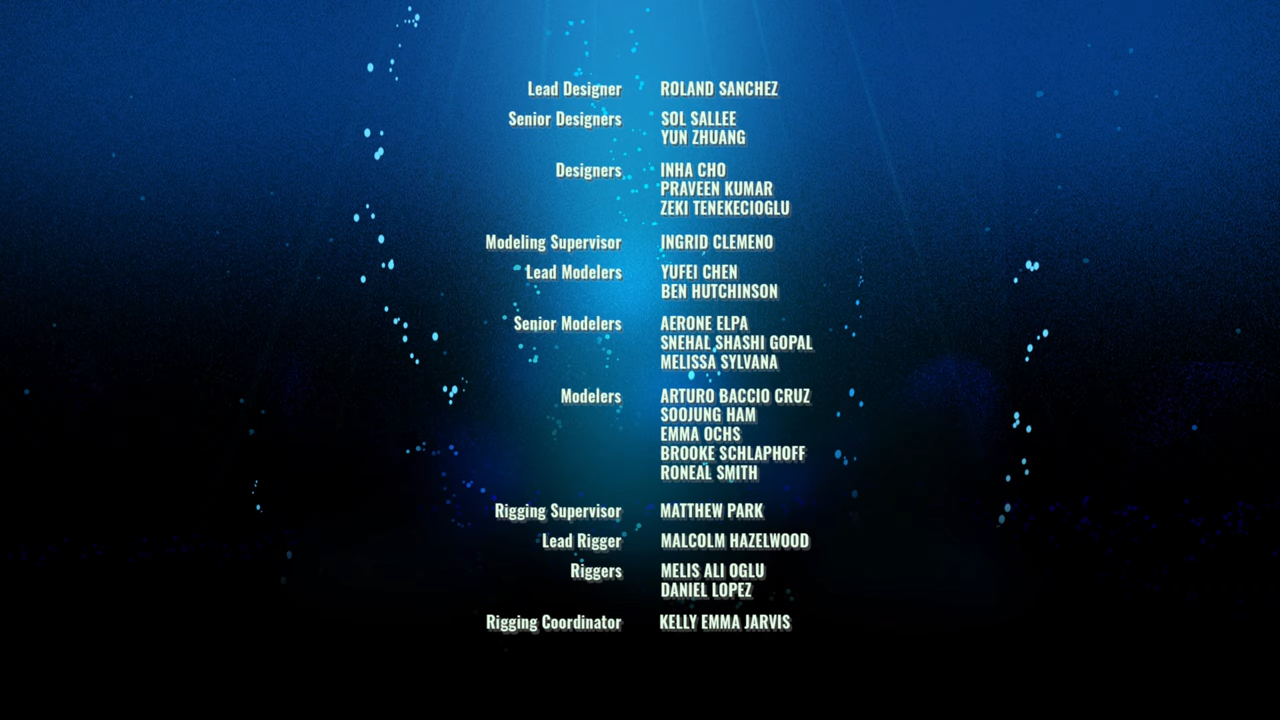 Lead Designer ROLAND SANCHEZ
Senior Designers SOL SALLEE
YUN ZHUANG
Designers INHA CHO
PRAVEEN KUMAR
ZEKI TENEKECIOGLU
Modeling Supervisor INGRID CLEMENO
Lead Modelers YUFEI CHEN
BEN HUTCHINSON
Senior Modelers AERONE ELPA
SNEHAL SHASHI GOPAL
MELISSA SYLVANA
Modelers ARTURO BACCIO CRUZ
SOOJUNG HAM
EMMA OCHS
BROOKE SCHLAPHOFF
RONEAL SMITH
Rigging Supervisor MATTHEW PARK
Lead Rigger MALCOLM HAZELWOOD
Riggers MELIS ALI OGLU
DANIEL LOPEZ
Rigging Coordinator KELLY EMMA JARVIS